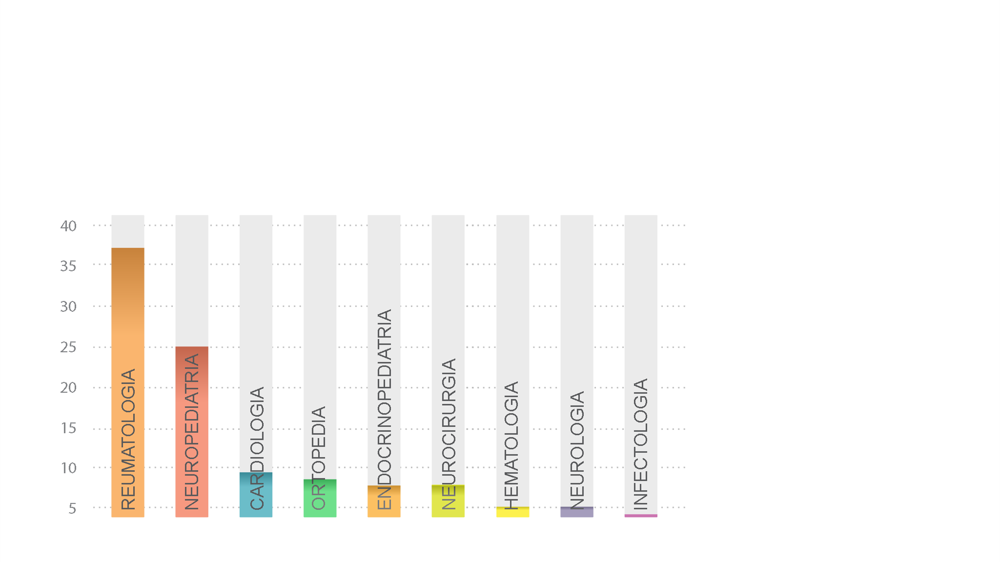 40
35
30
25
20
15
10
5
REUMATOLOGIA
NEUROPEDIATRIA
CARDIOLOGIA
ORTOPEDIA
ENDOCRINOPEDIATRIA
NEUROCIRURGIA
HEMATOLOGIA
NEUROLOGIA
INFECTOLOGIA